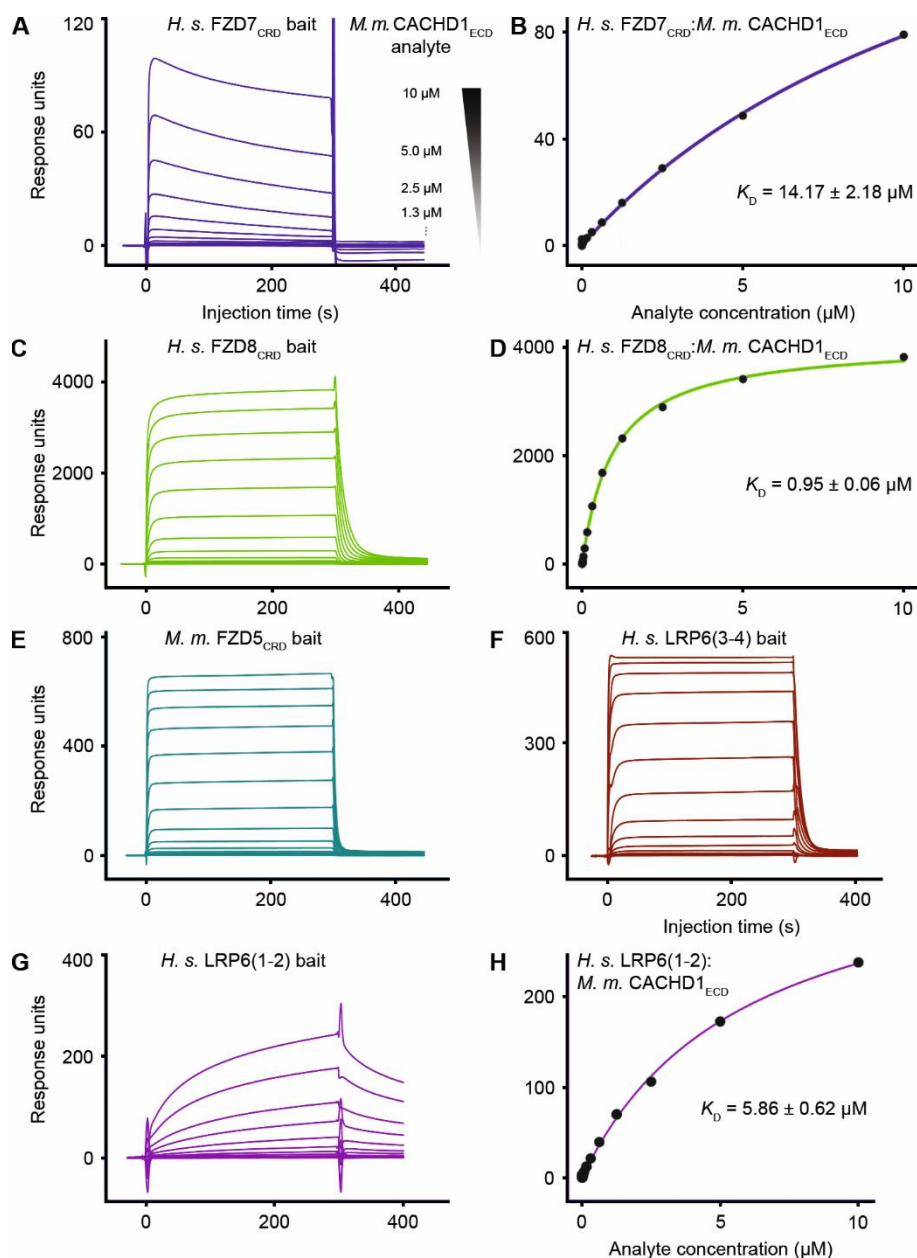 A
H. s. FZD7CRD bait
M. m. CACHD1ECD
analyte
120
60
0
Response units
10 µM
5.0 µM
2.5 µM
1.3 µM
⋮
0 200 400
Injection time (s)
B
H. s. FZD7CRD:M. m. CACHD1ECD
80
40
0
KD = 14.17 ± 2.18 µM
0 5 10
Analyte concentration (µM)
C
H. s. FZD8CRD bait
4000
2000
0
Response units
0 200 400
D
H. s. FZD8CRD:M. m. CACHD1ECD
4000
2000
0
KD = 0.95 ± 0.06 µM
0 5 10
E
M. m. FZD5CRD bait
800
400
0
Response units
0 200 400
F
H. s. LRP6(3-4) bait
600
300
0
0 200 400
Injection time (s)
G
H. s. LRP6(1-2) bait
400
200
0
Response units
0 200 400
H
H. s. LRP6(1-2):
M. m. CACHD1ECD
200
100
0
KD = 5.86 ± 0.62 µM
0 5 10
Analyte concentration (µM)